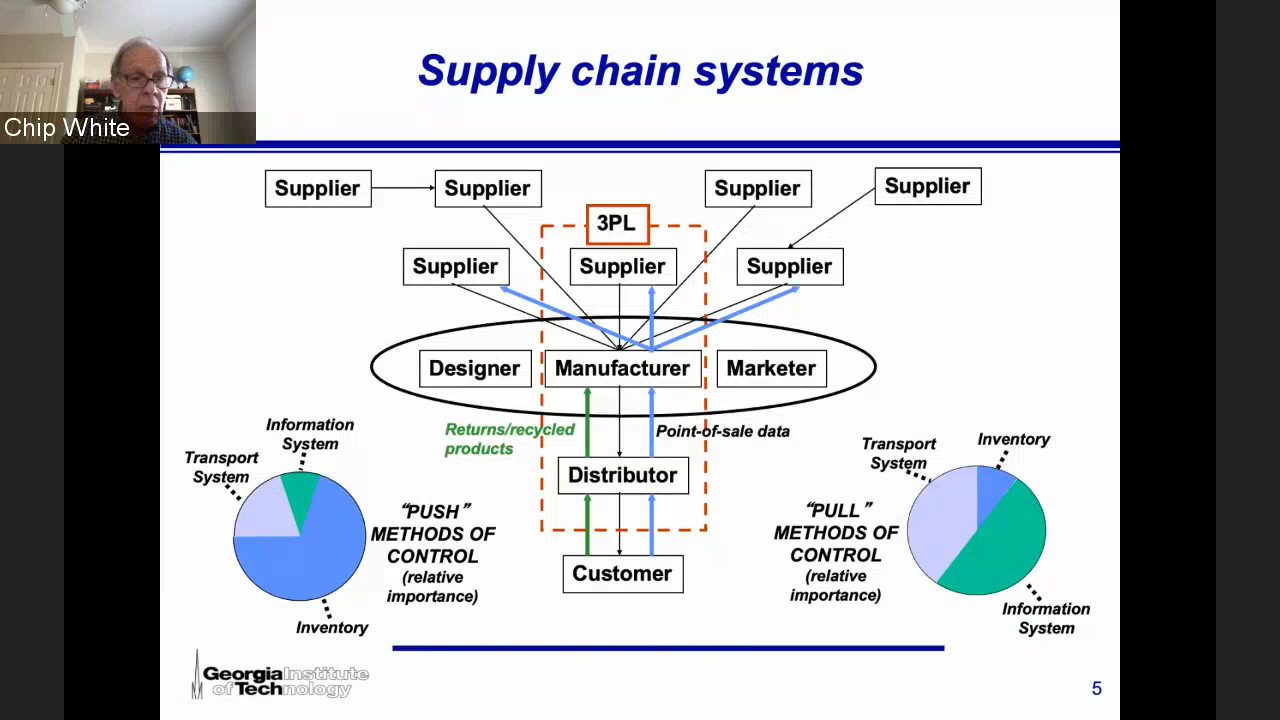 Supply chain systems
Chip White
Supplier
Supplier
Supplier
Supplier
3PL
Supplier
Supplier
Supplier
Designer
Manufacturer
Marketer
Returns/recycled
products
Point-of-sale data
Information
System
Transport
System
Distributor
"PUSH"
METHODS OF
CONTROL
(relative
importance)
Inventory
Customer
Transport
System
Inventory
"PULL"
METHODS OF
CONTROL
(relative
importance)
Information
System
Georgia Institute
of Technology
5